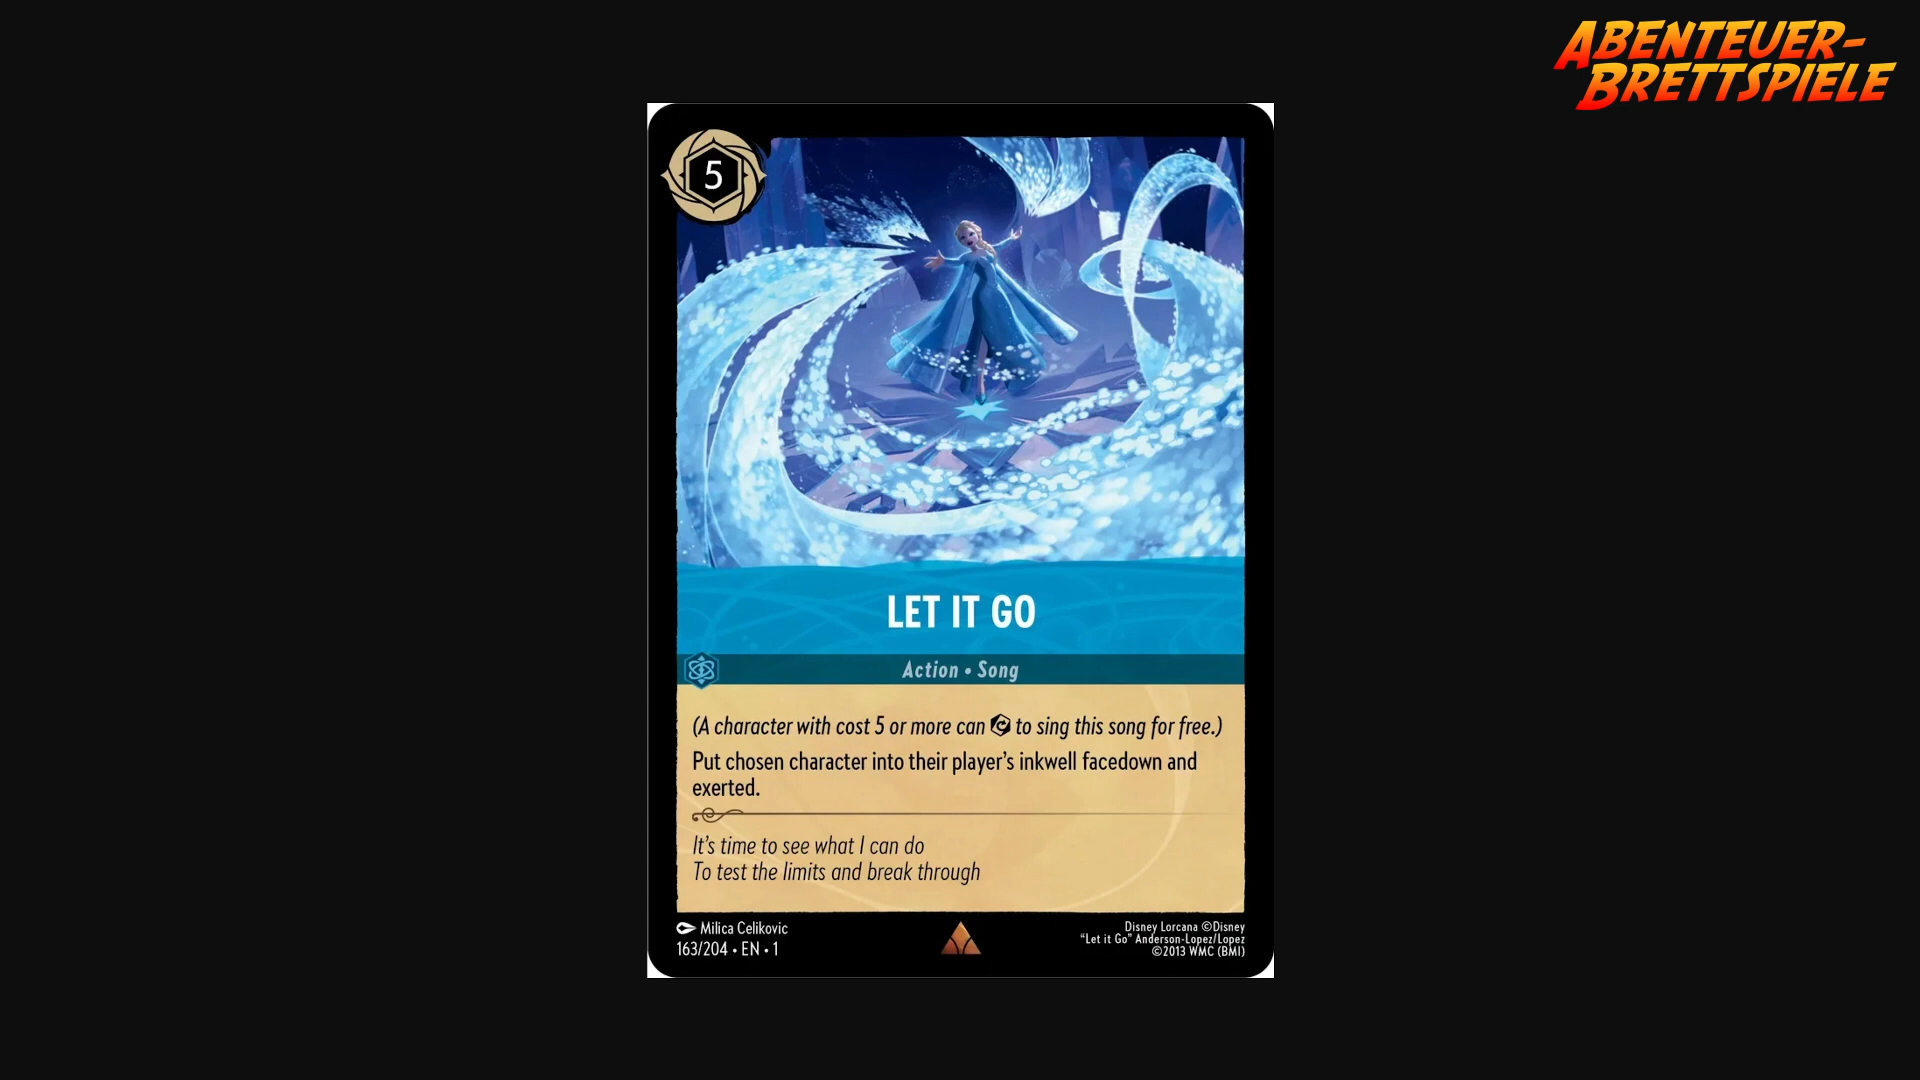 ABENTEUER-
BRETTSPIELE
5
LET IT GO
Action • Song
(A character with cost 5 or more can to sing this song for free.)
Put chosen character into their player's inkwell facedown and
exerted.
It's time to see what I can do
To test the limits and break through
Milica Celikovic
163/204 • EN • 1
Disney Lorcana ©Disney
"Let it Go" Anderson-Lopez/Lopez
©2013 WMC (BMI)